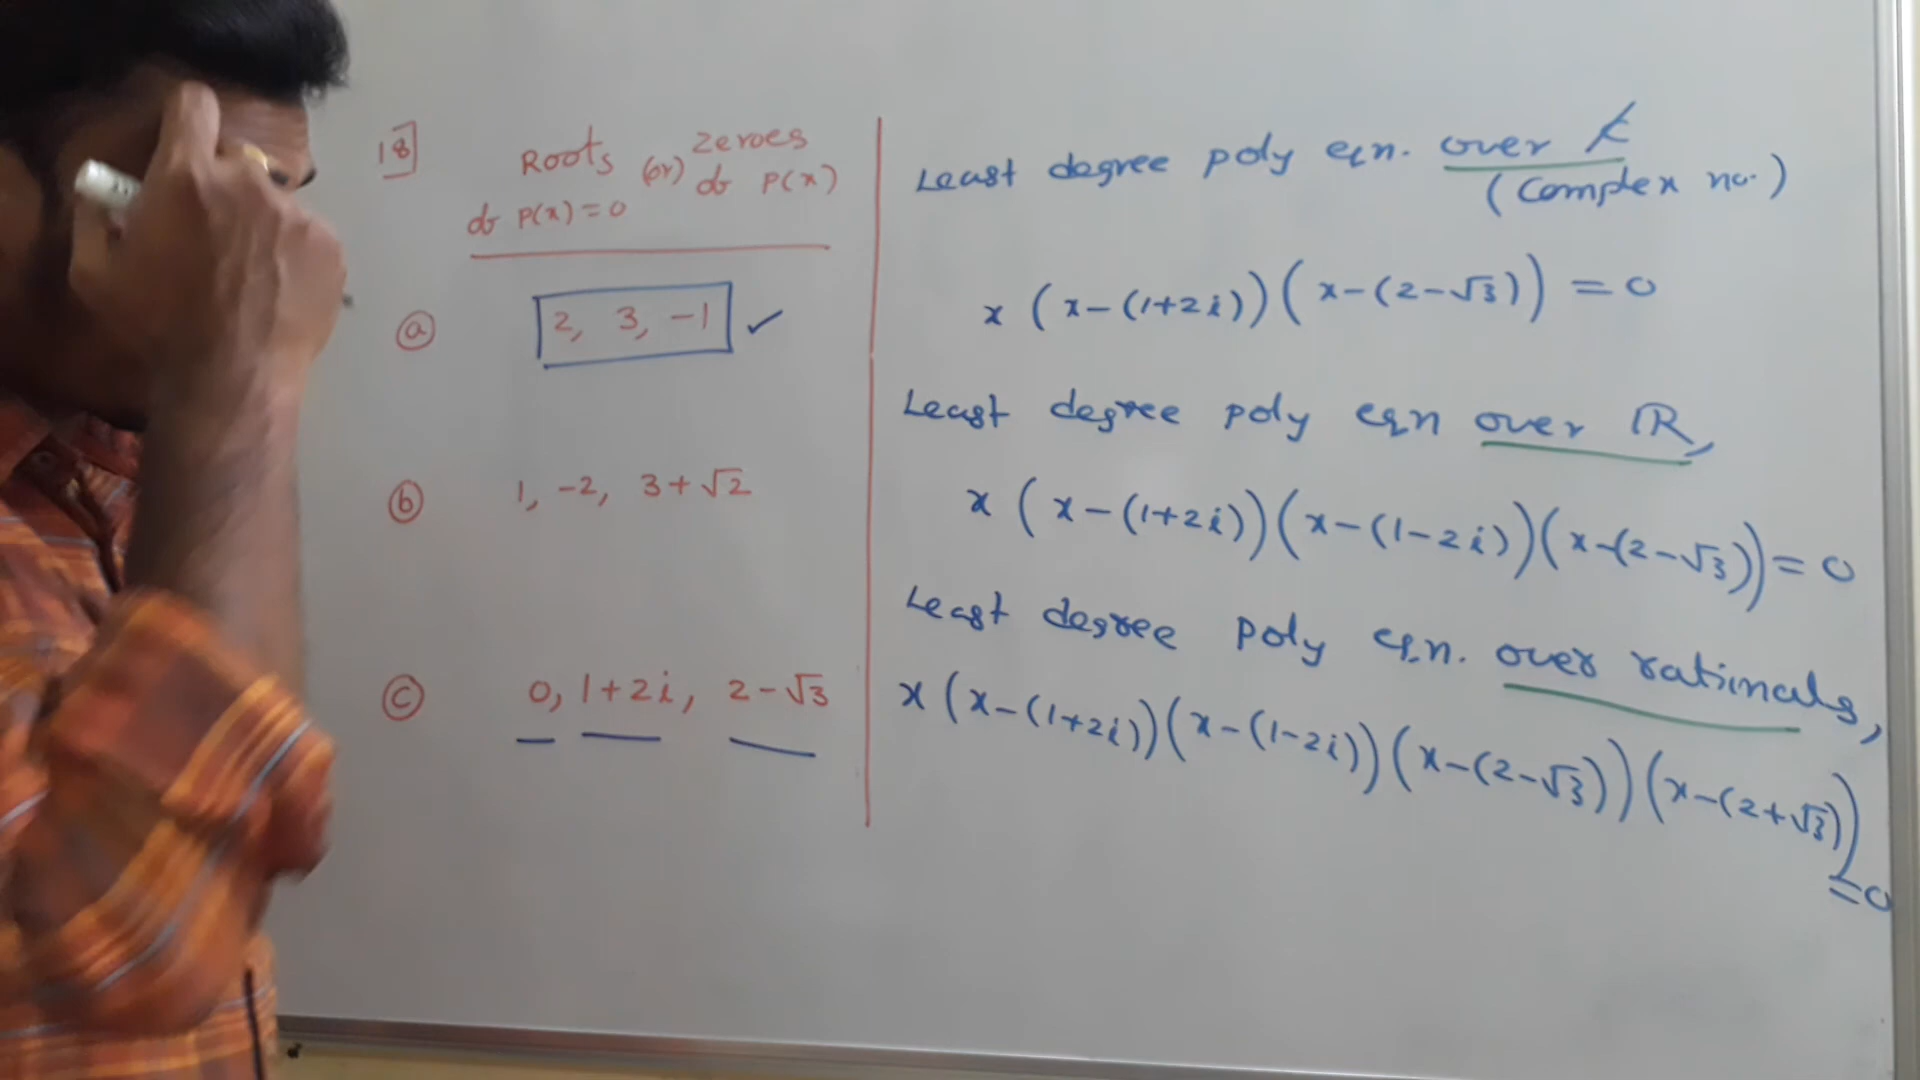 18
Roots (or) zeroes
of p(x)=0 of p(x)
(a) 2, 3, -1 ✓
(b) 1, -2, 3+√2
(c) 0, 1+2i, 2-√3
Least degree poly eqn. over ₵
(Complex no.)
x (x-(1+2i)) (x-(2-√3)) = 0
Least degree poly eqn over ℝ,
x (x-(1+2i)) (x-(1-2i)) (x-(2-√3)) = 0
Least degree poly eqn. over rationals,
x (x-(1+2i)) (x-(1-2i)) (x-(2-√3)) (x-(2+√3))
=0